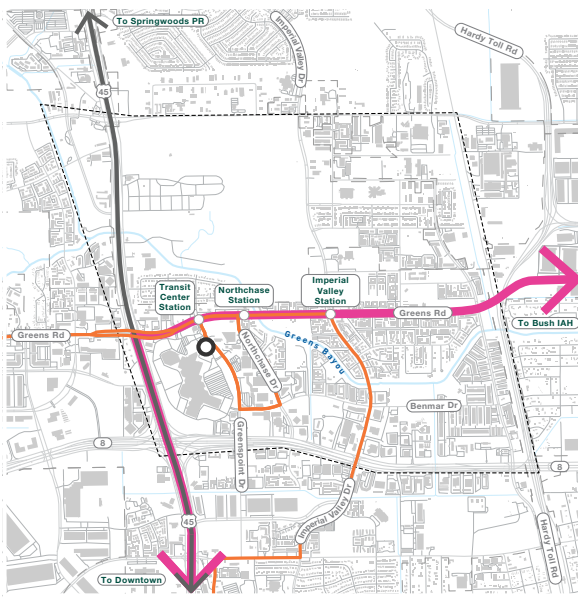 To Springwoods PR
Imperial Valley Dr
Hardy Toll Rd
45
Transit
Center
Station
Northchase
Station
Imperial
Valley
Station
Greens Rd
To Bush IAH
Greens Rd
Greens Bayou
Northchase Dr
Benmar Dr
Greenspoint Dr
8
8
Imperial Valley Dr
45
Hardy Toll Rd
To Downtown